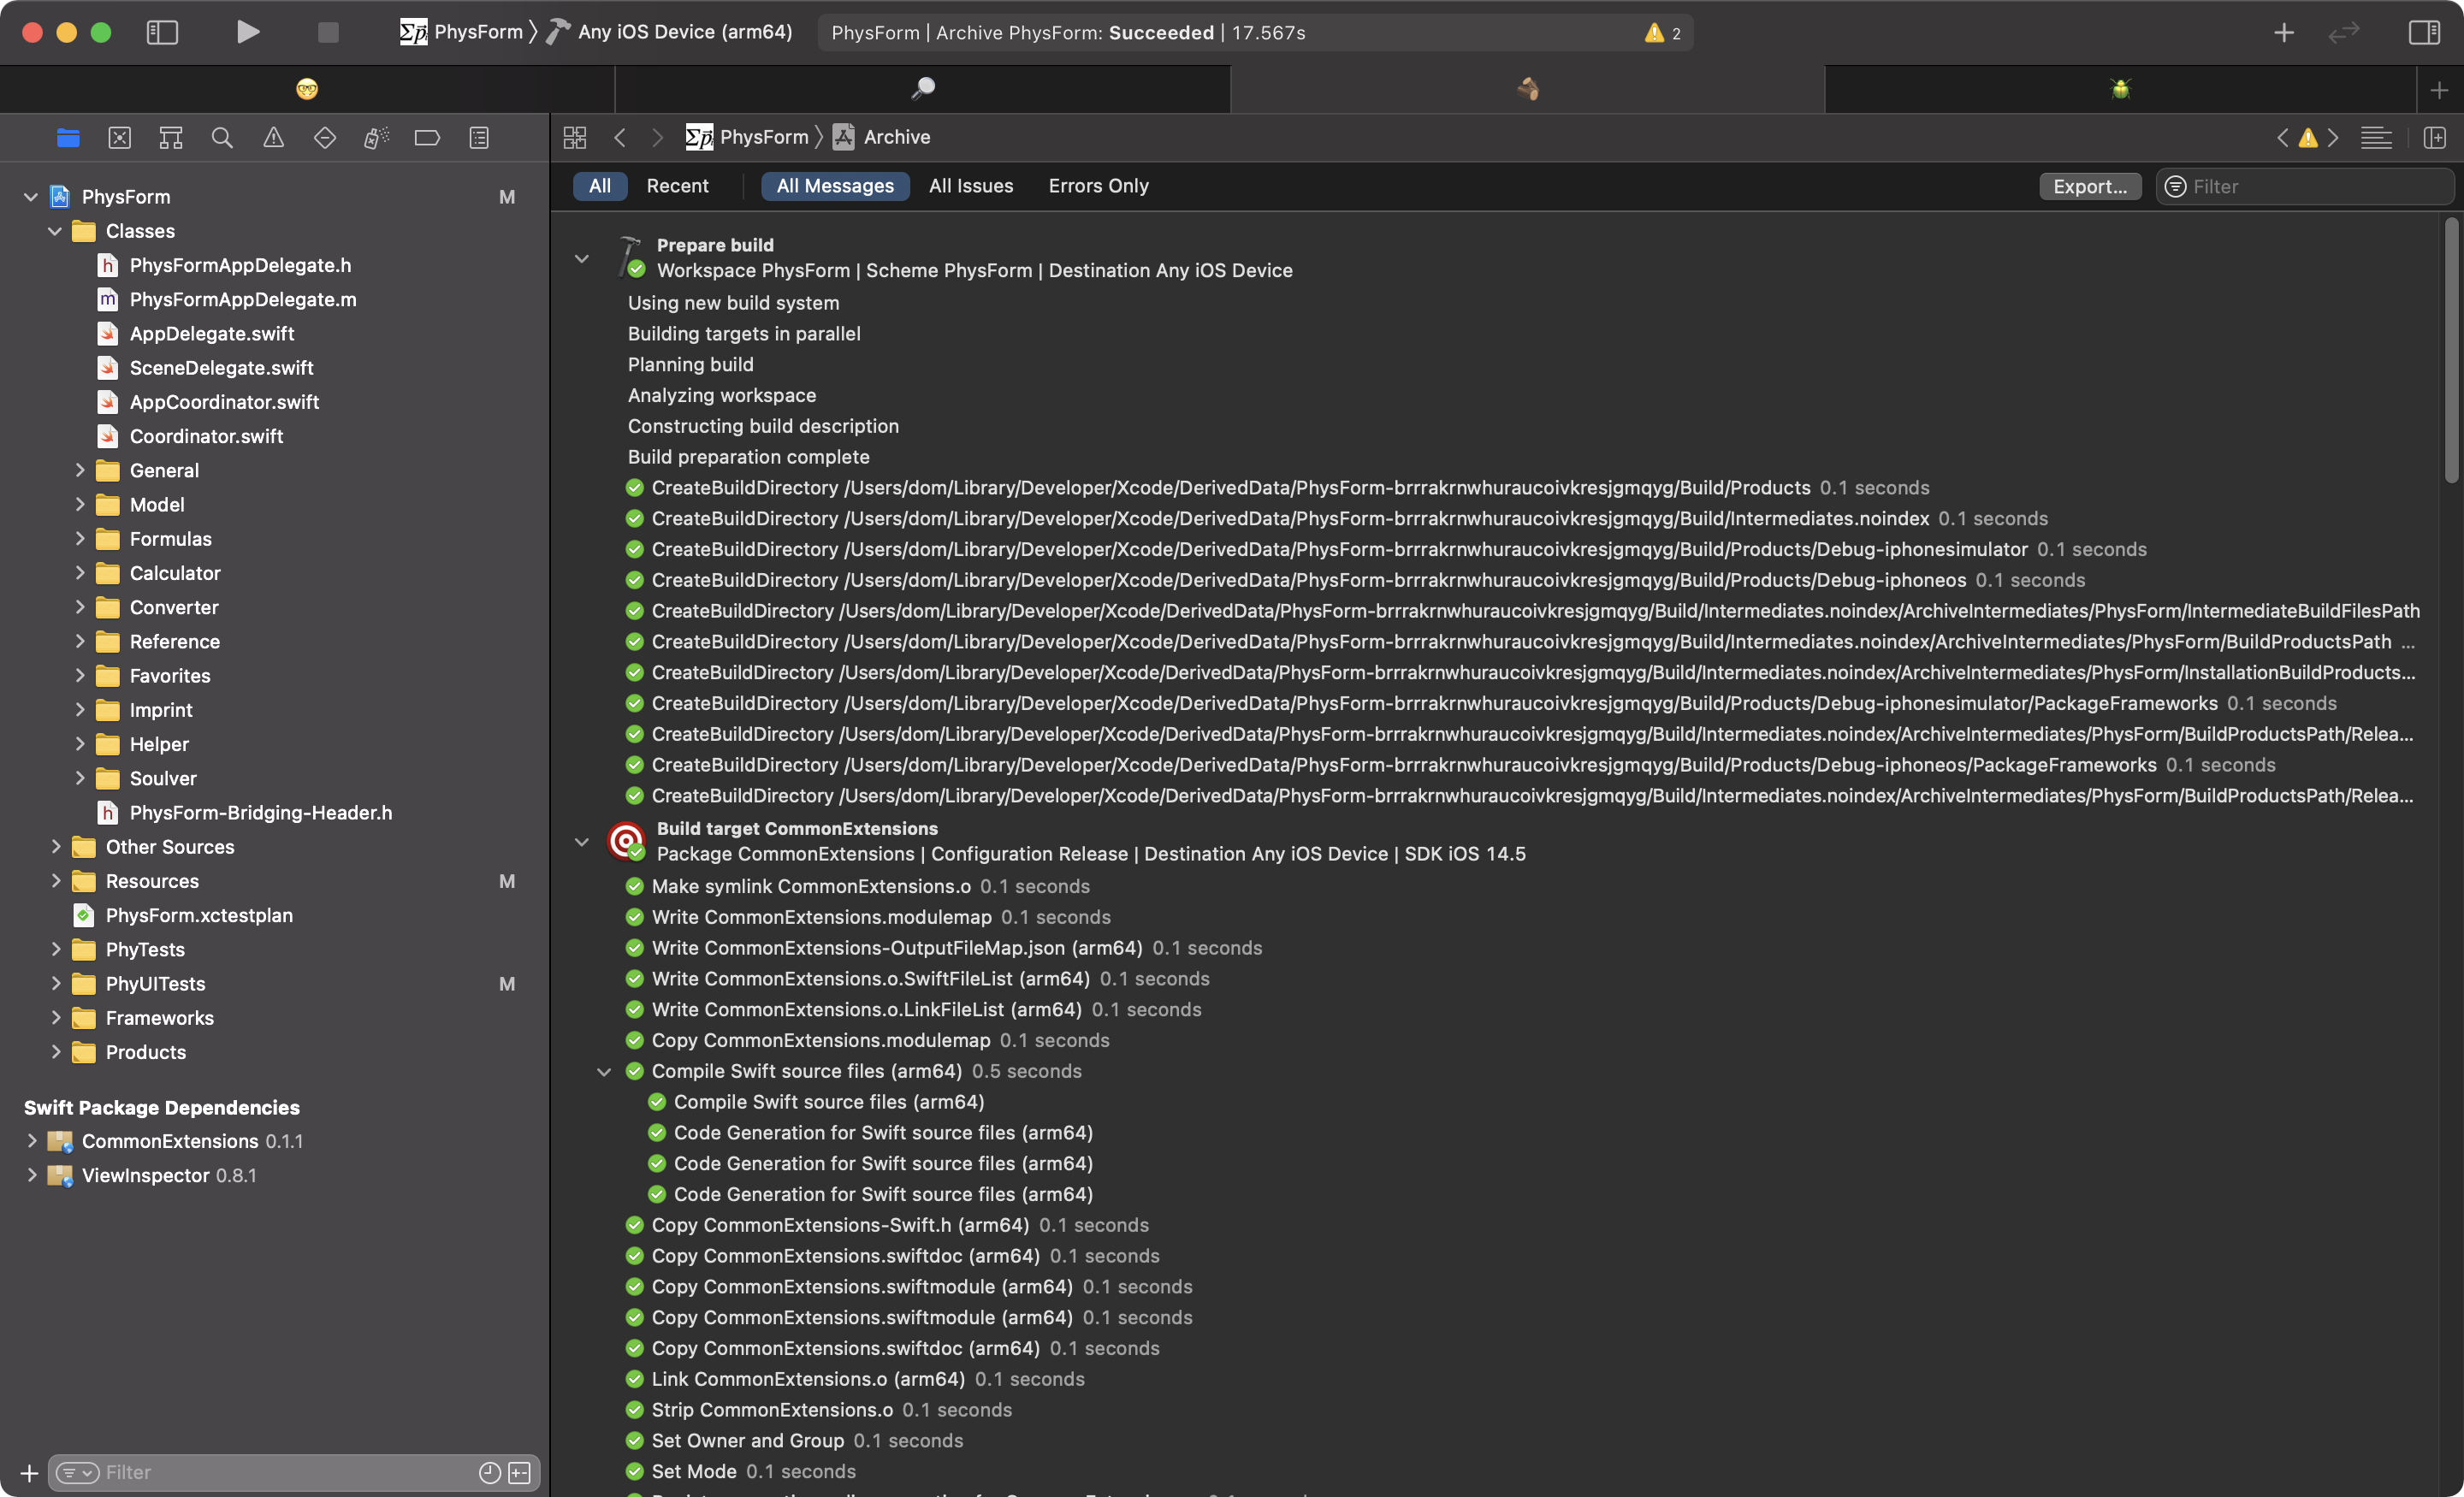 PhysForm Any iOS Device (arm64) PhysForm | Archive PhysForm: Succeeded | 17.567s 2
PhysForm Archive
All Recent All Messages All Issues Errors Only Export... Filter
PhysForm M
Classes
PhysFormAppDelegate.h
PhysFormAppDelegate.m
AppDelegate.swift
SceneDelegate.swift
AppCoordinator.swift
Coordinator.swift
General
Model
Formulas
Calculator
Converter
Reference
Favorites
Imprint
Helper
Soulver
PhysForm-Bridging-Header.h
Other Sources
Resources M
PhysForm.xctestplan
PhyTests
PhyUITests M
Frameworks
Products
Swift Package Dependencies
CommonExtensions 0.1.1
ViewInspector 0.8.1
Filter
Prepare build
Workspace PhysForm | Scheme PhysForm | Destination Any iOS Device
Using new build system
Building targets in parallel
Planning build
Analyzing workspace
Constructing build description
Build preparation complete
CreateBuildDirectory /Users/dom/Library/Developer/Xcode/DerivedData/PhysForm-brrrakrnwhuraucoivkresjgmqyg/Build/Products 0.1 seconds
CreateBuildDirectory /Users/dom/Library/Developer/Xcode/DerivedData/PhysForm-brrrakrnwhuraucoivkresjgmqyg/Build/Intermediates.noindex 0.1 seconds
CreateBuildDirectory /Users/dom/Library/Developer/Xcode/DerivedData/PhysForm-brrrakrnwhuraucoivkresjgmqyg/Build/Products/Debug-iphonesimulator 0.1 seconds
CreateBuildDirectory /Users/dom/Library/Developer/Xcode/DerivedData/PhysForm-brrrakrnwhuraucoivkresjgmqyg/Build/Products/Debug-iphoneos 0.1 seconds
CreateBuildDirectory /Users/dom/Library/Developer/Xcode/DerivedData/PhysForm-brrrakrnwhuraucoivkresjgmqyg/Build/Intermediates.noindex/ArchiveIntermediates/PhysForm/IntermediateBuildFilesPath
CreateBuildDirectory /Users/dom/Library/Developer/Xcode/DerivedData/PhysForm-brrrakrnwhuraucoivkresjgmqyg/Build/Intermediates.noindex/ArchiveIntermediates/PhysForm/BuildProductsPath ...
CreateBuildDirectory /Users/dom/Library/Developer/Xcode/DerivedData/PhysForm-brrrakrnwhuraucoivkresjgmqyg/Build/Intermediates.noindex/ArchiveIntermediates/PhysForm/InstallationBuildProducts...
CreateBuildDirectory /Users/dom/Library/Developer/Xcode/DerivedData/PhysForm-brrrakrnwhuraucoivkresjgmqyg/Build/Products/Debug-iphonesimulator/PackageFrameworks 0.1 seconds
CreateBuildDirectory /Users/dom/Library/Developer/Xcode/DerivedData/PhysForm-brrrakrnwhuraucoivkresjgmqyg/Build/Intermediates.noindex/ArchiveIntermediates/PhysForm/BuildProductsPath/Relea...
CreateBuildDirectory /Users/dom/Library/Developer/Xcode/DerivedData/PhysForm-brrrakrnwhuraucoivkresjgmqyg/Build/Products/Debug-iphoneos/PackageFrameworks 0.1 seconds
CreateBuildDirectory /Users/dom/Library/Developer/Xcode/DerivedData/PhysForm-brrrakrnwhuraucoivkresjgmqyg/Build/Intermediates.noindex/ArchiveIntermediates/PhysForm/BuildProductsPath/Relea...
Build target CommonExtensions
Package CommonExtensions | Configuration Release | Destination Any iOS Device | SDK iOS 14.5
Make symlink CommonExtensions.o 0.1 seconds
Write CommonExtensions.modulemap 0.1 seconds
Write CommonExtensions-OutputFileMap.json (arm64) 0.1 seconds
Write CommonExtensions.o.SwiftFileList (arm64) 0.1 seconds
Write CommonExtensions.o.LinkFileList (arm64) 0.1 seconds
Copy CommonExtensions.modulemap 0.1 seconds
Compile Swift source files (arm64) 0.5 seconds
Compile Swift source files (arm64)
Code Generation for Swift source files (arm64)
Code Generation for Swift source files (arm64)
Code Generation for Swift source files (arm64)
Copy CommonExtensions-Swift.h (arm64) 0.1 seconds
Copy CommonExtensions.swiftdoc (arm64) 0.1 seconds
Copy CommonExtensions.swiftmodule (arm64) 0.1 seconds
Copy CommonExtensions.swiftmodule (arm64) 0.1 seconds
Copy CommonExtensions.swiftdoc (arm64) 0.1 seconds
Link CommonExtensions.o (arm64) 0.1 seconds
Strip CommonExtensions.o 0.1 seconds
Set Owner and Group 0.1 seconds
Set Mode 0.1 seconds